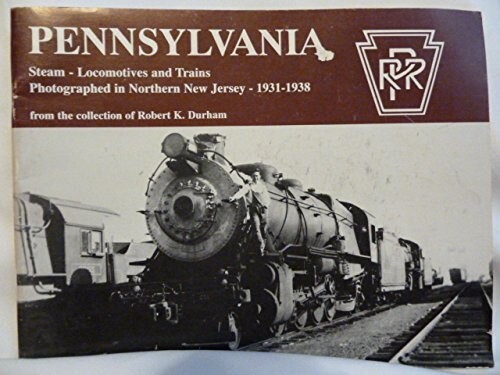 PENNSYLVANIA
Steam - Locomotives and Trains
Photographed in Northern New Jersey - 1931-1938
from the collection of Robert K. Durham
PRR